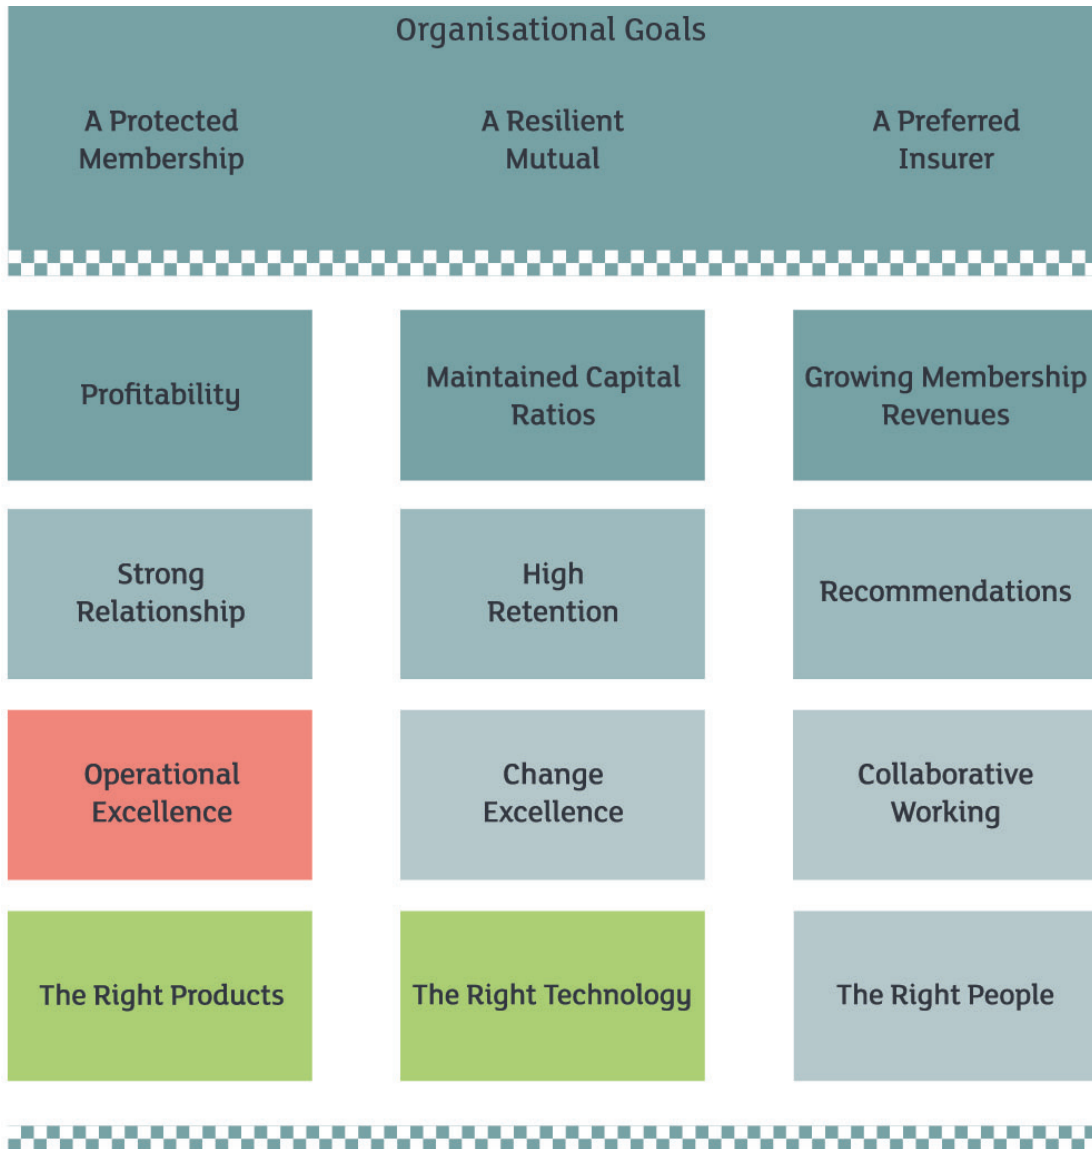 Organisational Goals
A Protected
Membership
A Resilient
Mutual
A Preferred
Insurer
Profitability
Maintained Capital
Ratios
Growing Membership
Revenues
Strong
Relationship
High
Retention
Recommendations
Operational
Excellence
Change
Excellence
Collaborative
Working
The Right Products
The Right Technology
The Right People